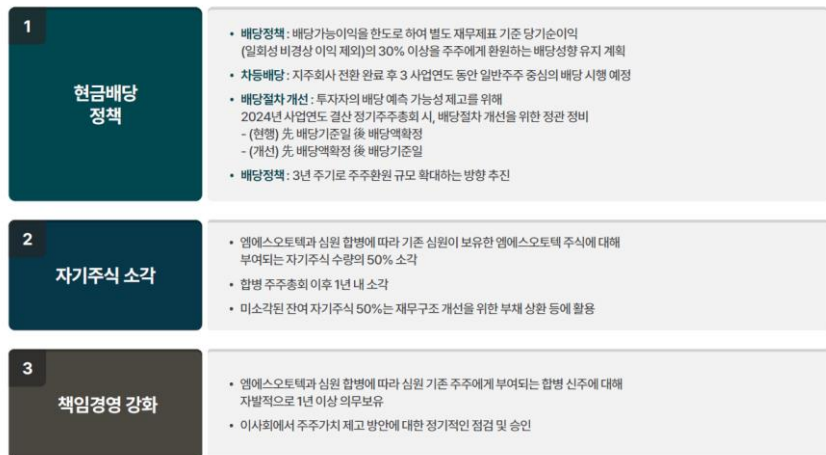 1
현금배당
정책
• 배당정책 : 배당가능이익을 한도로 하여 별도 재무제표 기준 당기순이익
(일회성 비경상 이익 제외)의 30% 이상을 주주에게 환원하는 배당성향 유지 계획
• 차등배당 : 지주회사 전환 완료 후 3 사업연도 동안 일반주주 중심의 배당 시행 예정
• 배당절차 개선 : 투자자의 배당 예측 가능성 제고를 위해
2024년 사업연도 결산 정기주주총회 시, 배당절차 개선을 위한 정관 정비
- (현행) 先 배당기준일 後 배당액확정
- (개선) 先 배당액확정 後 배당기준일
• 배당정책 : 3년 주기로 주주환원 규모 확대하는 방향 추진
2
자기주식 소각
• 엠에스오토텍과 심원 합병에 따라 기존 심원이 보유한 엠에스오토텍 주식에 대해
부여되는 자기주식 수량의 50% 소각
• 합병 주주총회 이후 1년 내 소각
• 미소각된 잔여 자기주식 50%는 재무구조 개선을 위한 부채 상환 등에 활용
3
책임경영 강화
• 엠에스오토텍과 심원 합병에 따라 심원 기존 주주에게 부여되는 합병 신주에 대해
자발적으로 1년 이상 의무보유
• 이사회에서 주주가치 제고 방안에 대한 정기적인 점검 및 승인